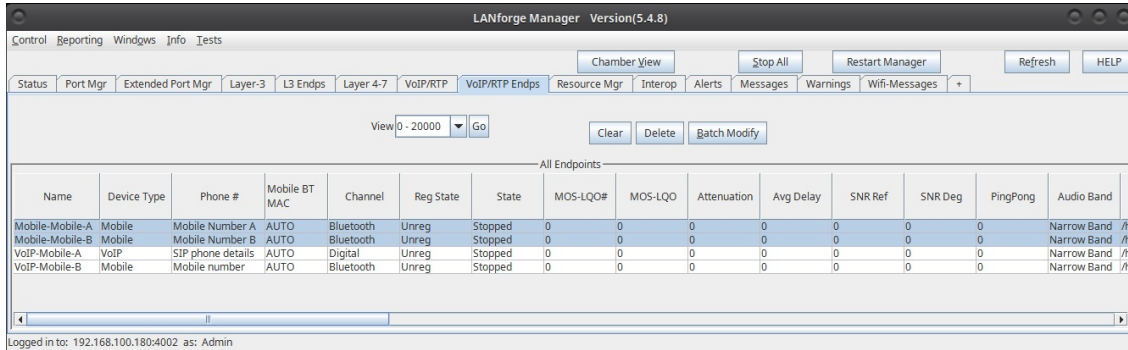 LANforge Manager Version(5.4.8)
Control Reporting Windows Info Tests
Chamber View Stop All Restart Manager Refresh HELP
Status Port Mgr Extended Port Mgr Layer-3 L3 Endps Layer 4-7 VoIP/RTP VoIP/RTP Endps Resource Mgr Interop Alerts Messages Warnings Wifi-Messages +
View 0 - 20000 Go Clear Delete Batch Modify
All Endpoints
Name Device Type Phone # Mobile BT MAC Channel Reg State State MOS-LQO# MOS-LQO Attenuation Avg Delay SNR Ref SNR Deg PingPong Audio Band
Mobile-Mobile-A Mobile Mobile Number A AUTO Bluetooth Unreg Stopped 0 0 0 0 0 0 0 Narrow Band
Mobile-Mobile-B Mobile Mobile Number B AUTO Bluetooth Unreg Stopped 0 0 0 0 0 0 0 Narrow Band
VoIP-Mobile-A VoIP SIP phone details AUTO Digital Unreg Stopped 0 0 0 0 0 0 0 Narrow Band
VoIP-Mobile-B Mobile Mobile number AUTO Bluetooth Unreg Stopped 0 0 0 0 0 0 0 Narrow Band
Logged in to: 192.168.100.180:4002 as: Admin